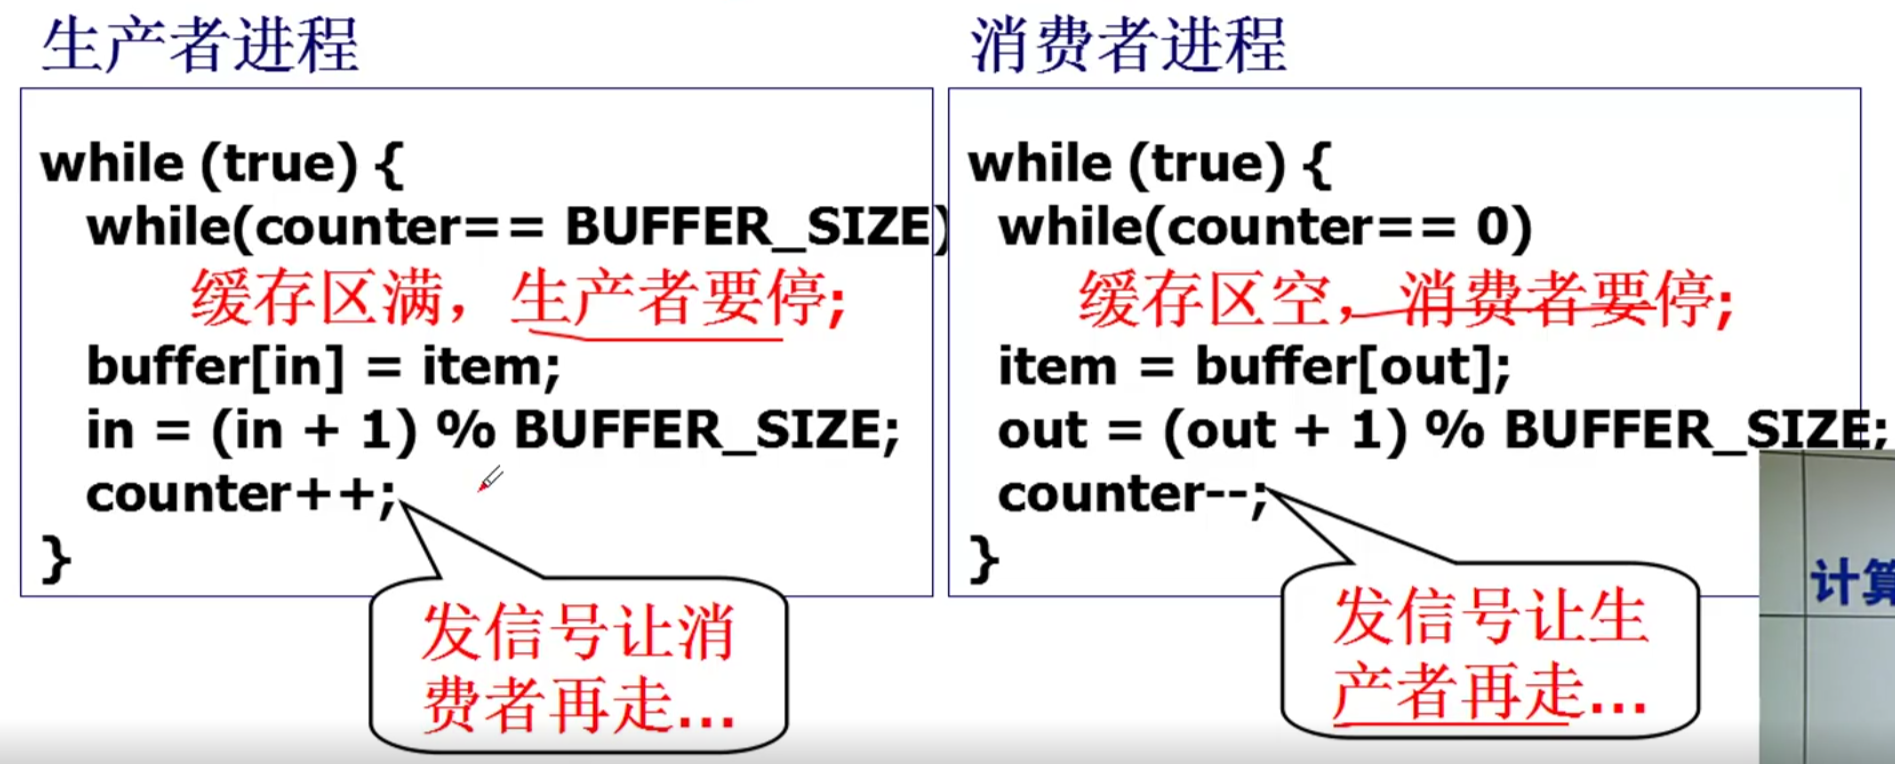 生产者进程
while (true) {
while(counter== BUFFER_SIZE)
缓存区满，生产者要停;
buffer[in] = item;
in = (in + 1) % BUFFER_SIZE;
counter++;
}
发信号让消
费者再走...
消费者进程
while (true) {
while(counter== 0)
缓存区空，消费者要停;
item = buffer[out];
out = (out + 1) % BUFFER_SIZE;
counter--;
}
发信号让生
产者再走...
计算